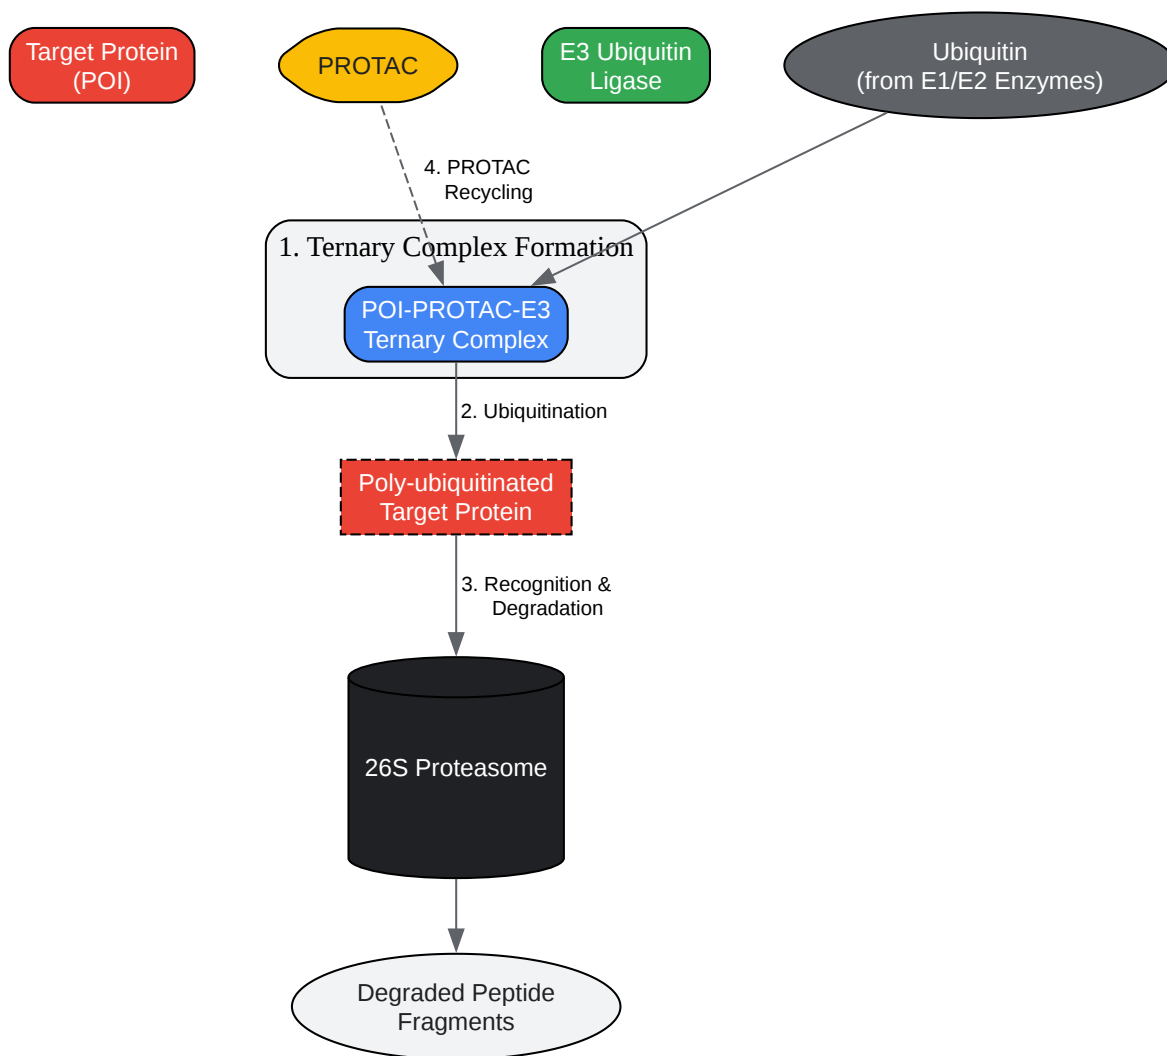 Target Protein
(POI)
PROTAC
E3 Ubiquitin
Ligase
Ubiquitin
(from E1/E2 Enzymes)
4. PROTAC
Recycling
1. Ternary Complex Formation
POI-PROTAC-E3
Ternary Complex
2. Ubiquitination
Poly-ubiquitinated
Target Protein
3. Recognition &
Degradation
26S Proteasome
Degraded Peptide
Fragments